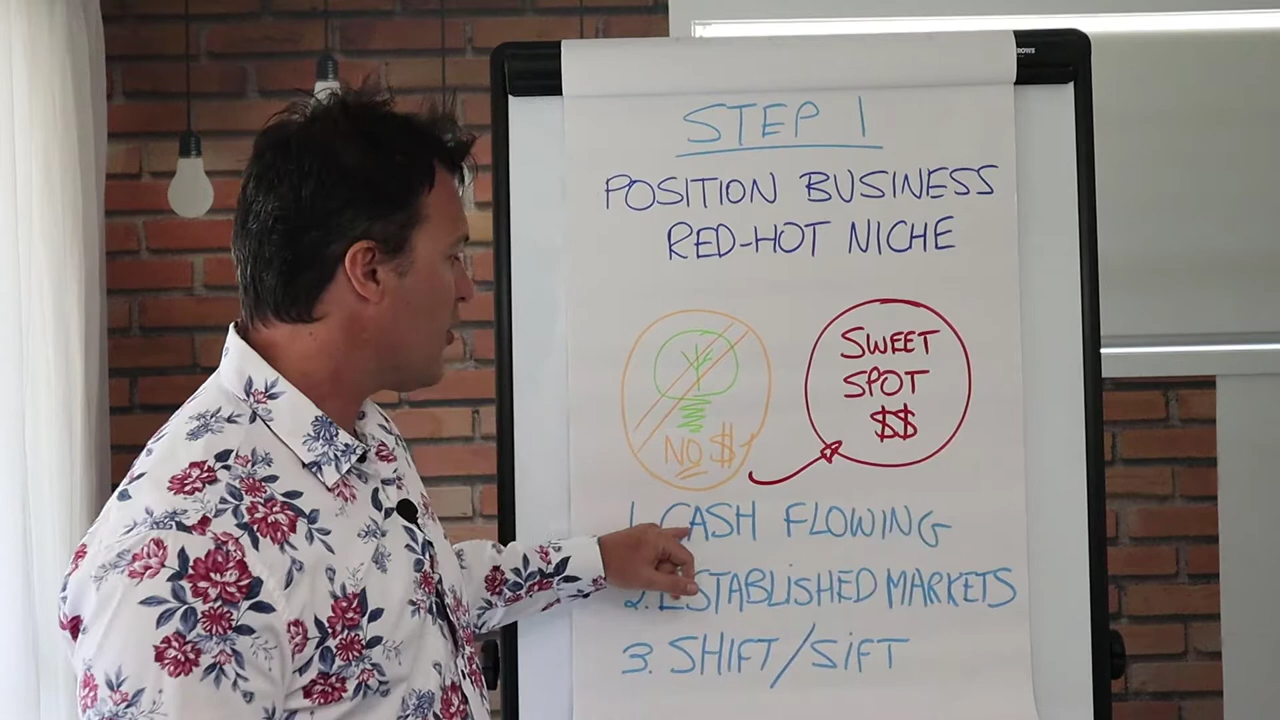 STEP 1
POSITION BUSINESS
RED-HOT NICHE
NO $
SWEET
SPOT
$$
1. CASH FLOWING
2. ESTABLISHED MARKETS
3. SHIFT/SIFT